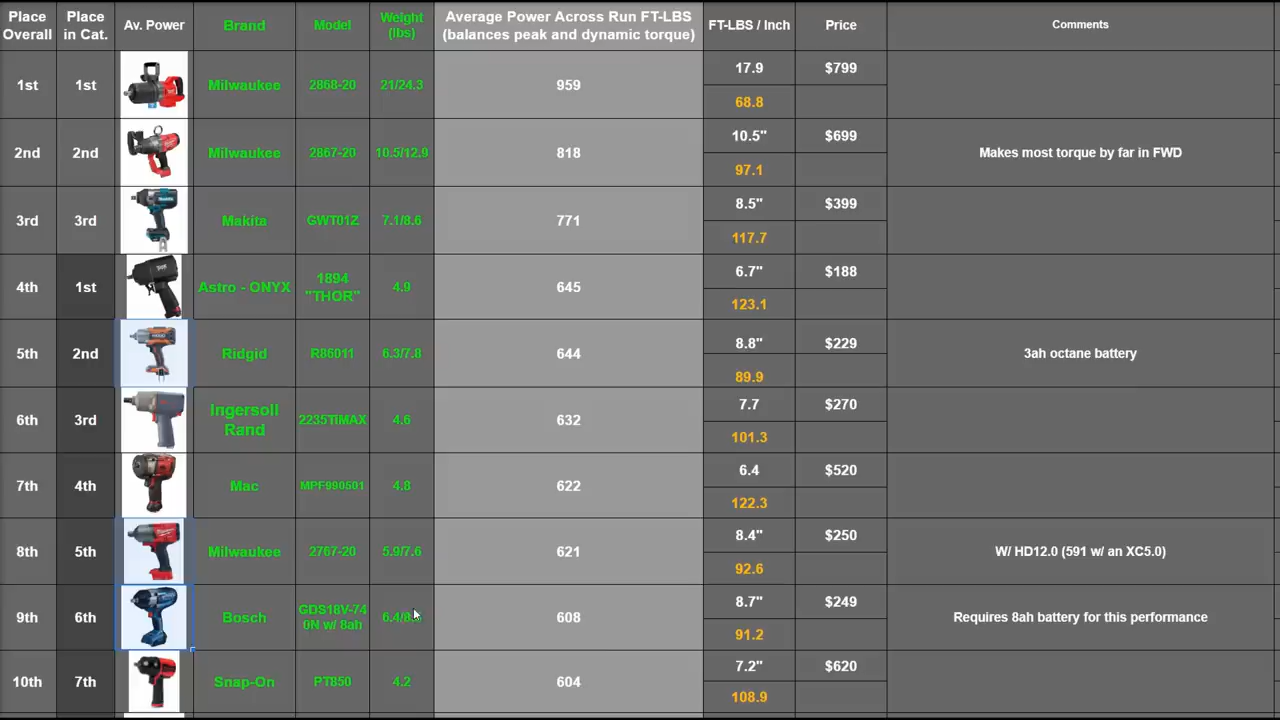 Place Overall | Place in Cat. | Av. Power | Brand | Model | Weight (lbs) | Average Power Across Run FT-LBS (balances peak and dynamic torque) | FT-LBS / Inch | Price | Comments
1st | 1st | Milwaukee | 2868-20 | 21/24.3 | 959 | 17.9 | $799
68.8
2nd | 2nd | Milwaukee | 2867-20 | 10.5/12.9 | 818 | 10.5" | $699 | Makes most torque by far in FWD
97.1
3rd | 3rd | Makita | GWT01Z | 7.1/8.6 | 771 | 8.5" | $399
117.7
4th | 1st | Astro - ONYX | 1894 "THOR" | 4.9 | 645 | 6.7" | $188
123.1
5th | 2nd | Ridgid | R86011 | 6.3/7.8 | 644 | 8.8" | $229 | 3ah octane battery
89.9
6th | 3rd | Ingersoll Rand | 2235TiMAX | 4.6 | 632 | 7.7 | $270
101.3
7th | 4th | Mac | MPF990501 | 4.8 | 622 | 6.4 | $520
122.3
8th | 5th | Milwaukee | 2767-20 | 5.9/7.6 | 621 | 8.4" | $250 | W/ HD12.0 (591 w/ an XC5.0)
92.6
9th | 6th | Bosch | GDS18V-740N w/ 8ah | 608 | 8.7" | $249 | Requires 8ah battery for this performance
91.2
10th | 7th | Snap-On | PT850 | 4.2 | 604 | 7.2" | $620
108.9